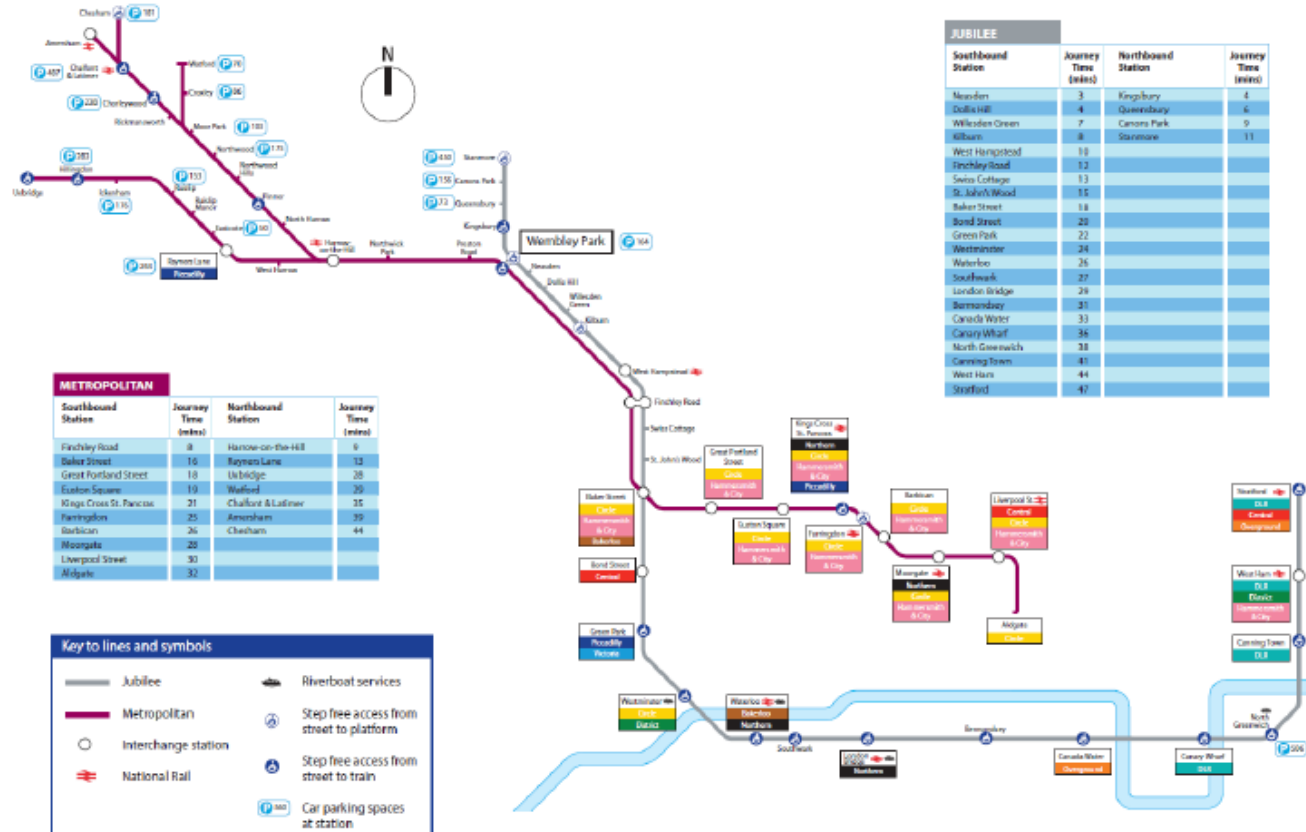 Chesham 181
Amersham
487 Chalfont & Latimer
Watford 70
Croxley 86
230 Chorleywood
Rickmansworth
Moor Park 103
Northwood 175
Northwood Hills
Pinner
North Harrow
383
Hillingdon
Uxbridge
Ickenham
176
153
Ruislip
Ruislip Manor
Eastcote 90
Rayners Lane
Piccadilly
West Harrow
Harrow-on-the-Hill
Northwick Park
Preston Road
N
450 Stanmore
156 Canons Park
73 Queensbury
Kingsbury
Wembley Park 164
Neasden
Dollis Hill
Willesden Green
Kilburn
West Hampstead
Finchley Road
Swiss Cottage
St. John's Wood
JUBILEE
Southbound Station Journey Time (mins) Northbound Station Journey Time (mins)
Neasden 3 Kingsbury 4
Dollis Hill 4 Queensbury 6
Willesden Green 7 Canons Park 9
Kilburn 8 Stanmore 11
West Hampstead 10
Finchley Road 12
Swiss Cottage 13
St. John's Wood 15
Baker Street 18
Bond Street 20
Green Park 22
Westminster 24
Waterloo 26
Southwark 27
London Bridge 29
Bermondsey 31
Canada Water 33
Canary Wharf 36
North Greenwich 38
Canning Town 41
West Ham 44
Stratford 47
METROPOLITAN
Southbound Station Journey Time (mins) Northbound Station Journey Time (mins)
Finchley Road 8 Harrow-on-the-Hill 9
Baker Street 16 Rayners Lane 13
Great Portland Street 18 Uxbridge 28
Euston Square 19 Watford 29
Kings Cross St. Pancras 21 Chalfont & Latimer 35
Farringdon 25 Amersham 39
Barbican 26 Chesham 44
Moorgate 28
Liverpool Street 30
Aldgate 32
Baker Street
Circle
Hammersmith & City
Bakerloo
Great Portland Street
Circle
Hammersmith & City
Euston Square
Circle
Hammersmith & City
Kings Cross St. Pancras
Northern
Circle
Hammersmith & City
Piccadilly
Farringdon
Circle
Hammersmith & City
Barbican
Circle
Hammersmith & City
Moorgate
Northern
Circle
Hammersmith & City
Liverpool St.
Central
Circle
Hammersmith & City
Aldgate
Circle
Bond Street
Central
Green Park
Piccadilly
Victoria
Westminster
Circle
District
Waterloo
Bakerloo
Northern
Southwark
London Bridge
Northern
Bermondsey
Canada Water
Overground
Canary Wharf
DLR
North Greenwich
Canning Town
DLR
West Ham
DLR
District
Hammersmith & City
Stratford
DLR
Central
Overground
Key to lines and symbols
Jubilee
Metropolitan
Interchange station
National Rail
Riverboat services
Step free access from street to platform
Step free access from street to train
Car parking spaces at station